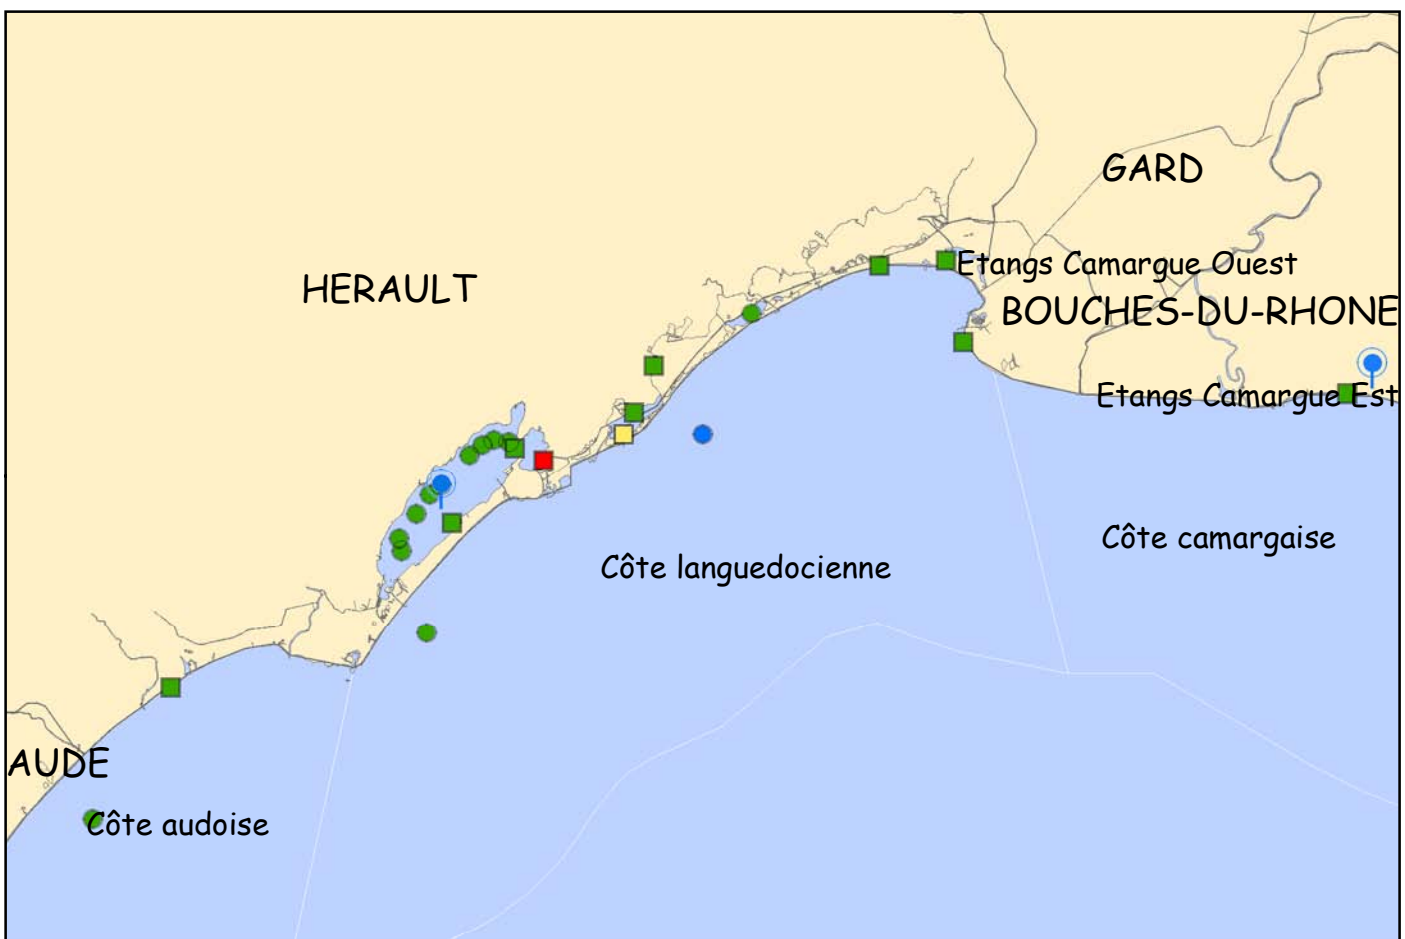 GARD
Etangs Camargue Ouest
HERAULT
BOUCHES-DU-RHONE
Etangs Camargue Est
Côte camargaise
Côte languedocienne
AUDE
Côte audoise